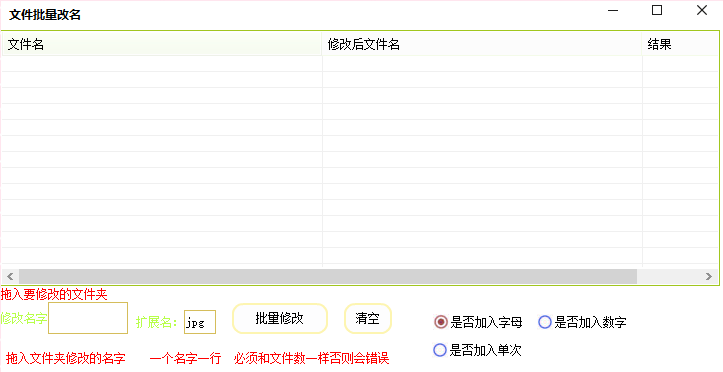 文件批量改名
文件名 修改后文件名 结果
拖入要修改的文件夹
修改名字 扩展名: jpg 批量修改 清空 是否加入字母 是否加入数字
拖入文件夹修改的名字 一个名字一行 必须和文件数一样否则会错误 是否加入单次